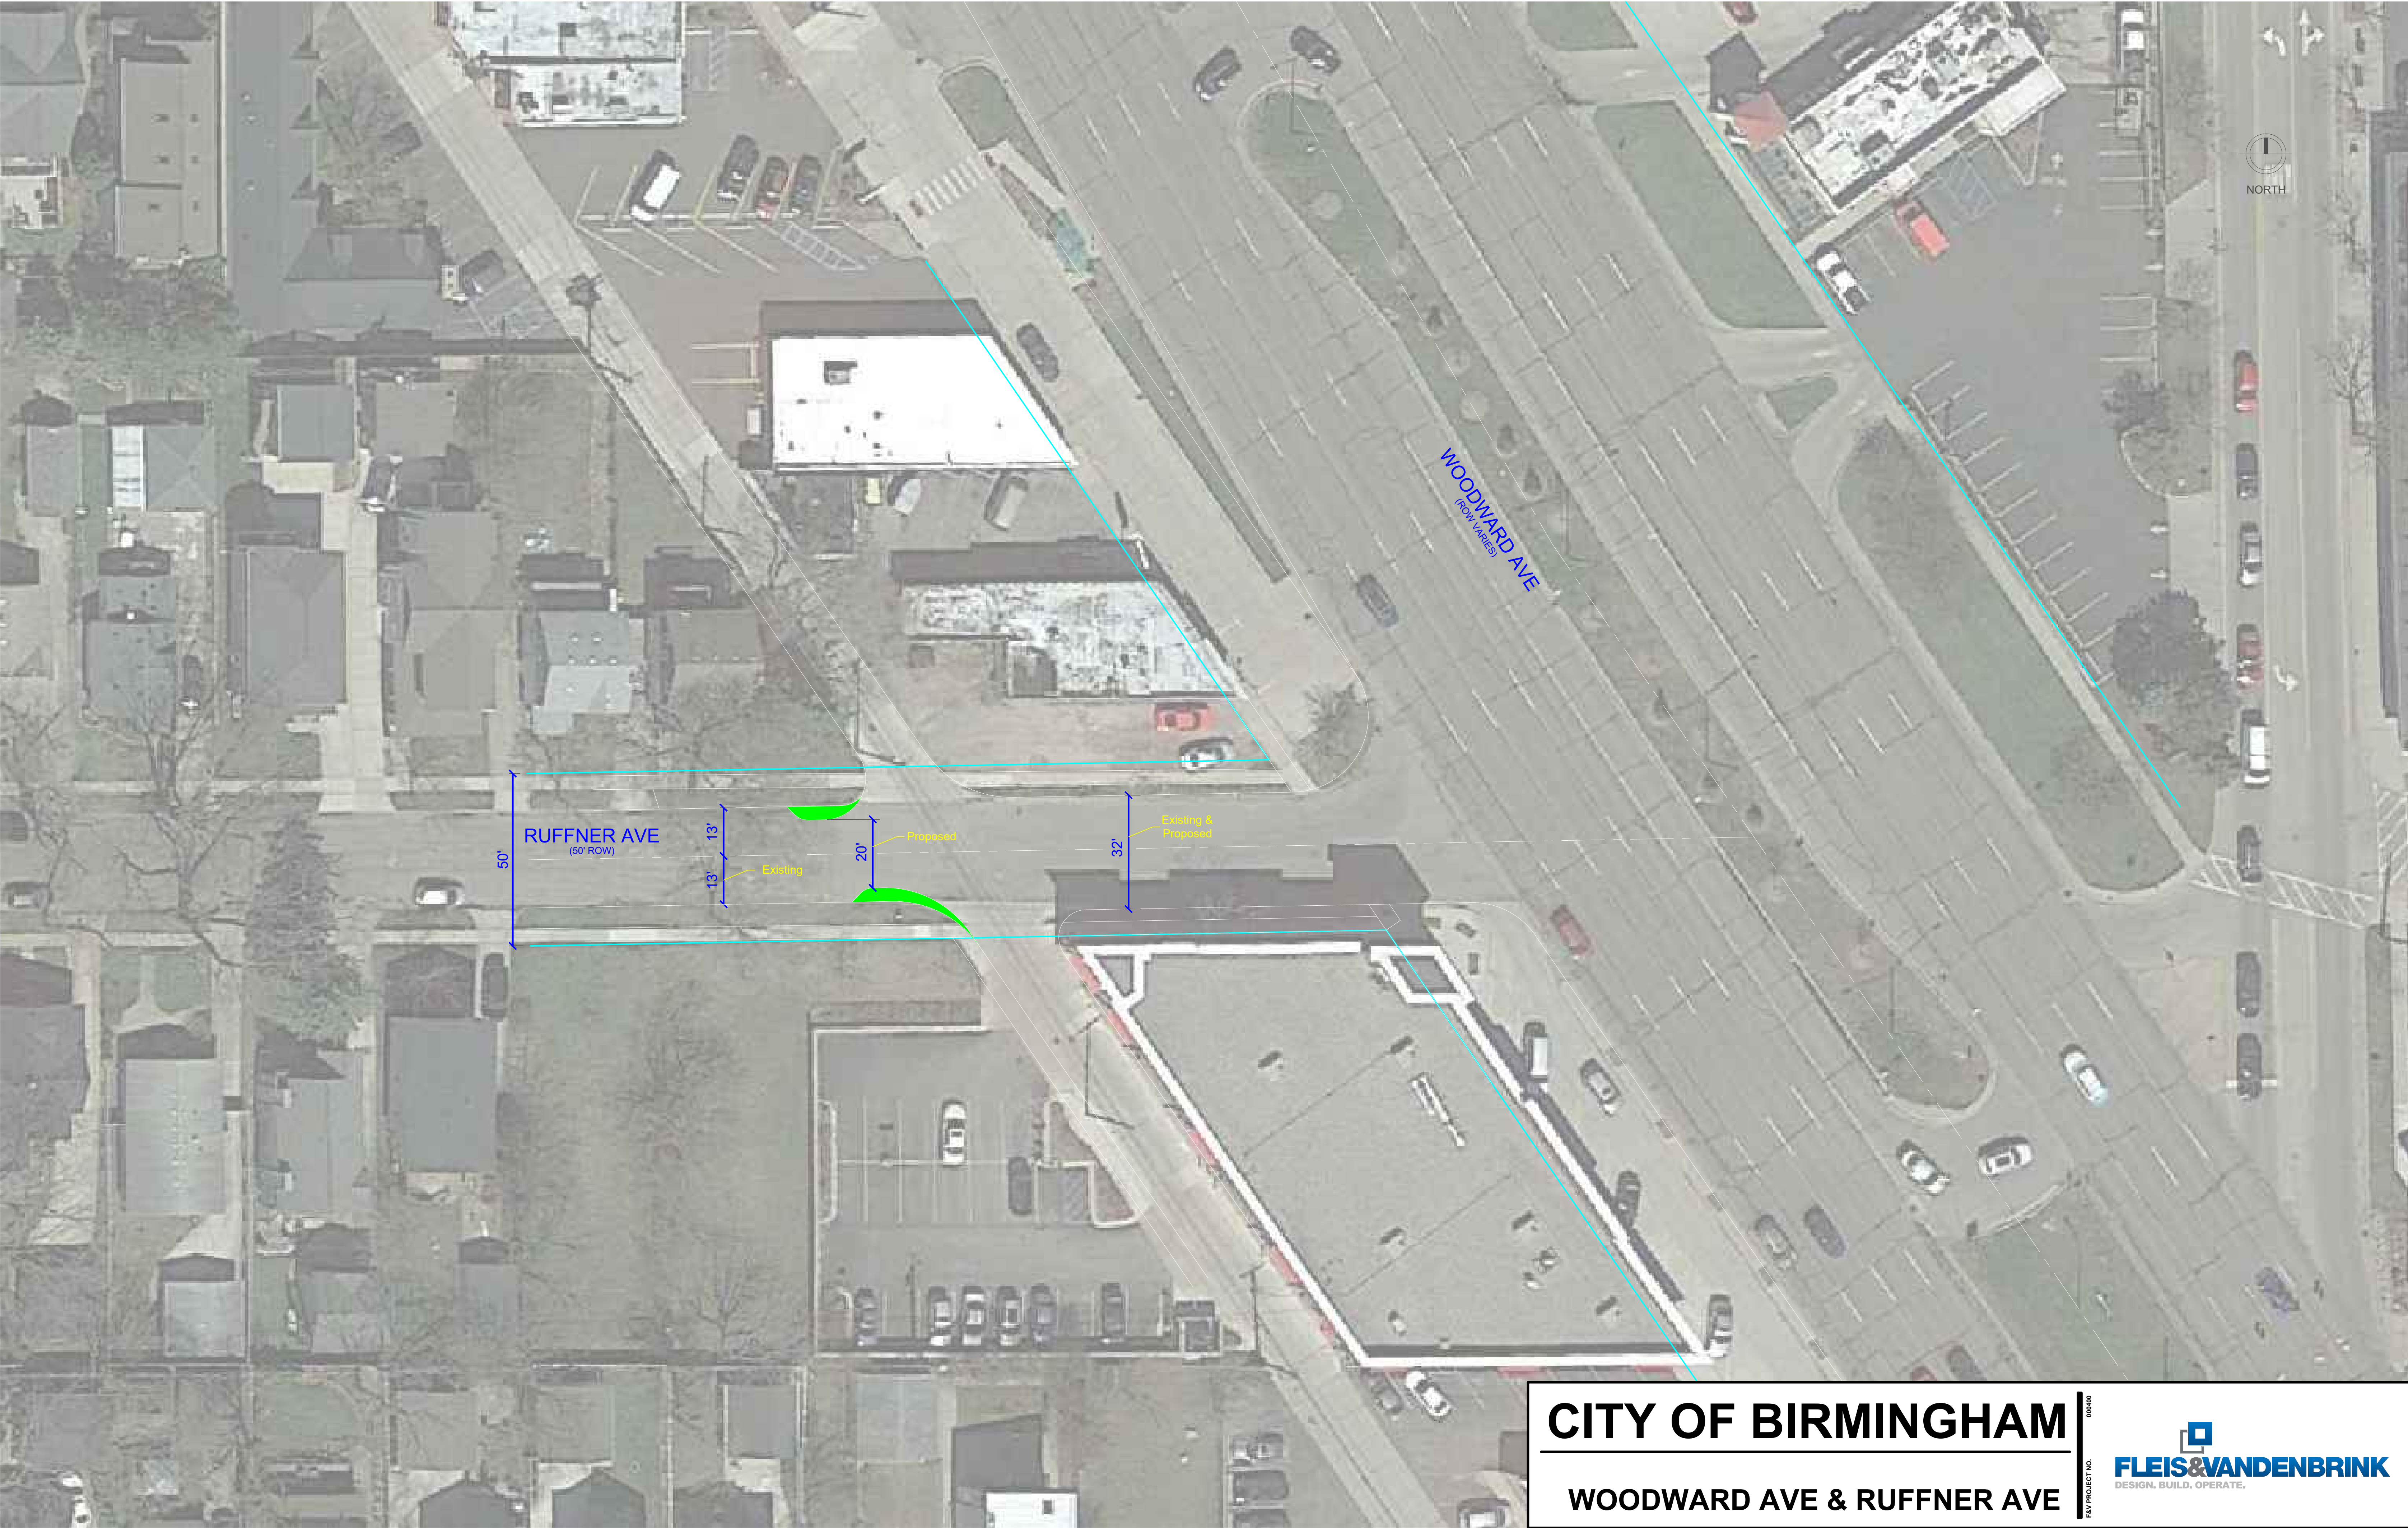 NORTH
WOODWARD AVE
(ROW VARIES)
50'
RUFFNER AVE
(50' ROW)
13'
13'
Existing
20'
Proposed
32'
Existing &
Proposed
CITY OF BIRMINGHAM
WOODWARD AVE & RUFFNER AVE
F&V PROJECT NO.
000400
FLEIS&VANDENBRINK
DESIGN. BUILD. OPERATE.